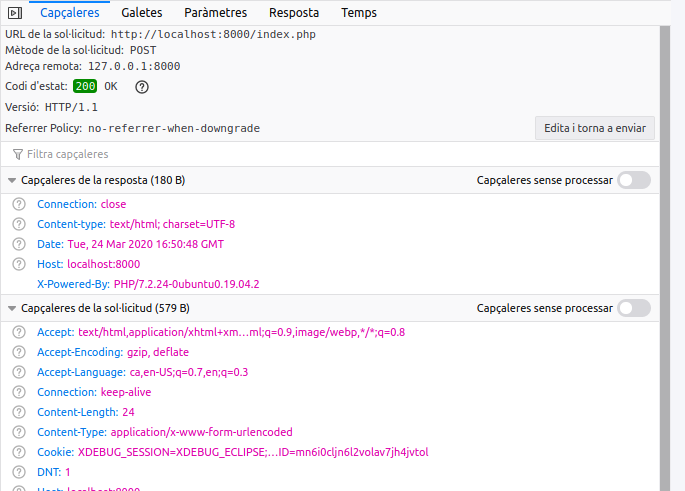 Capçaleres Galetes Paràmetres Resposta Temps
URL de la sol·licitud: http://localhost:8000/index.php
Mètode de la sol·licitud: POST
Adreça remota: 127.0.0.1:8000
Codi d'estat: 200 OK ?
Versió: HTTP/1.1
Referrer Policy: no-referrer-when-downgrade Edita i torna a enviar
Filtra capçaleres
Capçaleres de la resposta (180 B) Capçaleres sense processar
? Connection: close
? Content-type: text/html; charset=UTF-8
? Date: Tue, 24 Mar 2020 16:50:48 GMT
? Host: localhost:8000
X-Powered-By: PHP/7.2.24-0ubuntu0.19.04.2
Capçaleres de la sol·licitud (579 B) Capçaleres sense processar
? Accept: text/html,application/xhtml+xm…ml;q=0.9,image/webp,*/*;q=0.8
? Accept-Encoding: gzip, deflate
? Accept-Language: ca,en-US;q=0.7,en;q=0.3
? Connection: keep-alive
? Content-Length: 24
? Content-Type: application/x-www-form-urlencoded
? Cookie: XDEBUG_SESSION=XDEBUG_ECLIPSE;…ID=mn6i0cljn6l2volav7jh4jvtol
? DNT: 1
Host: localhost:8000